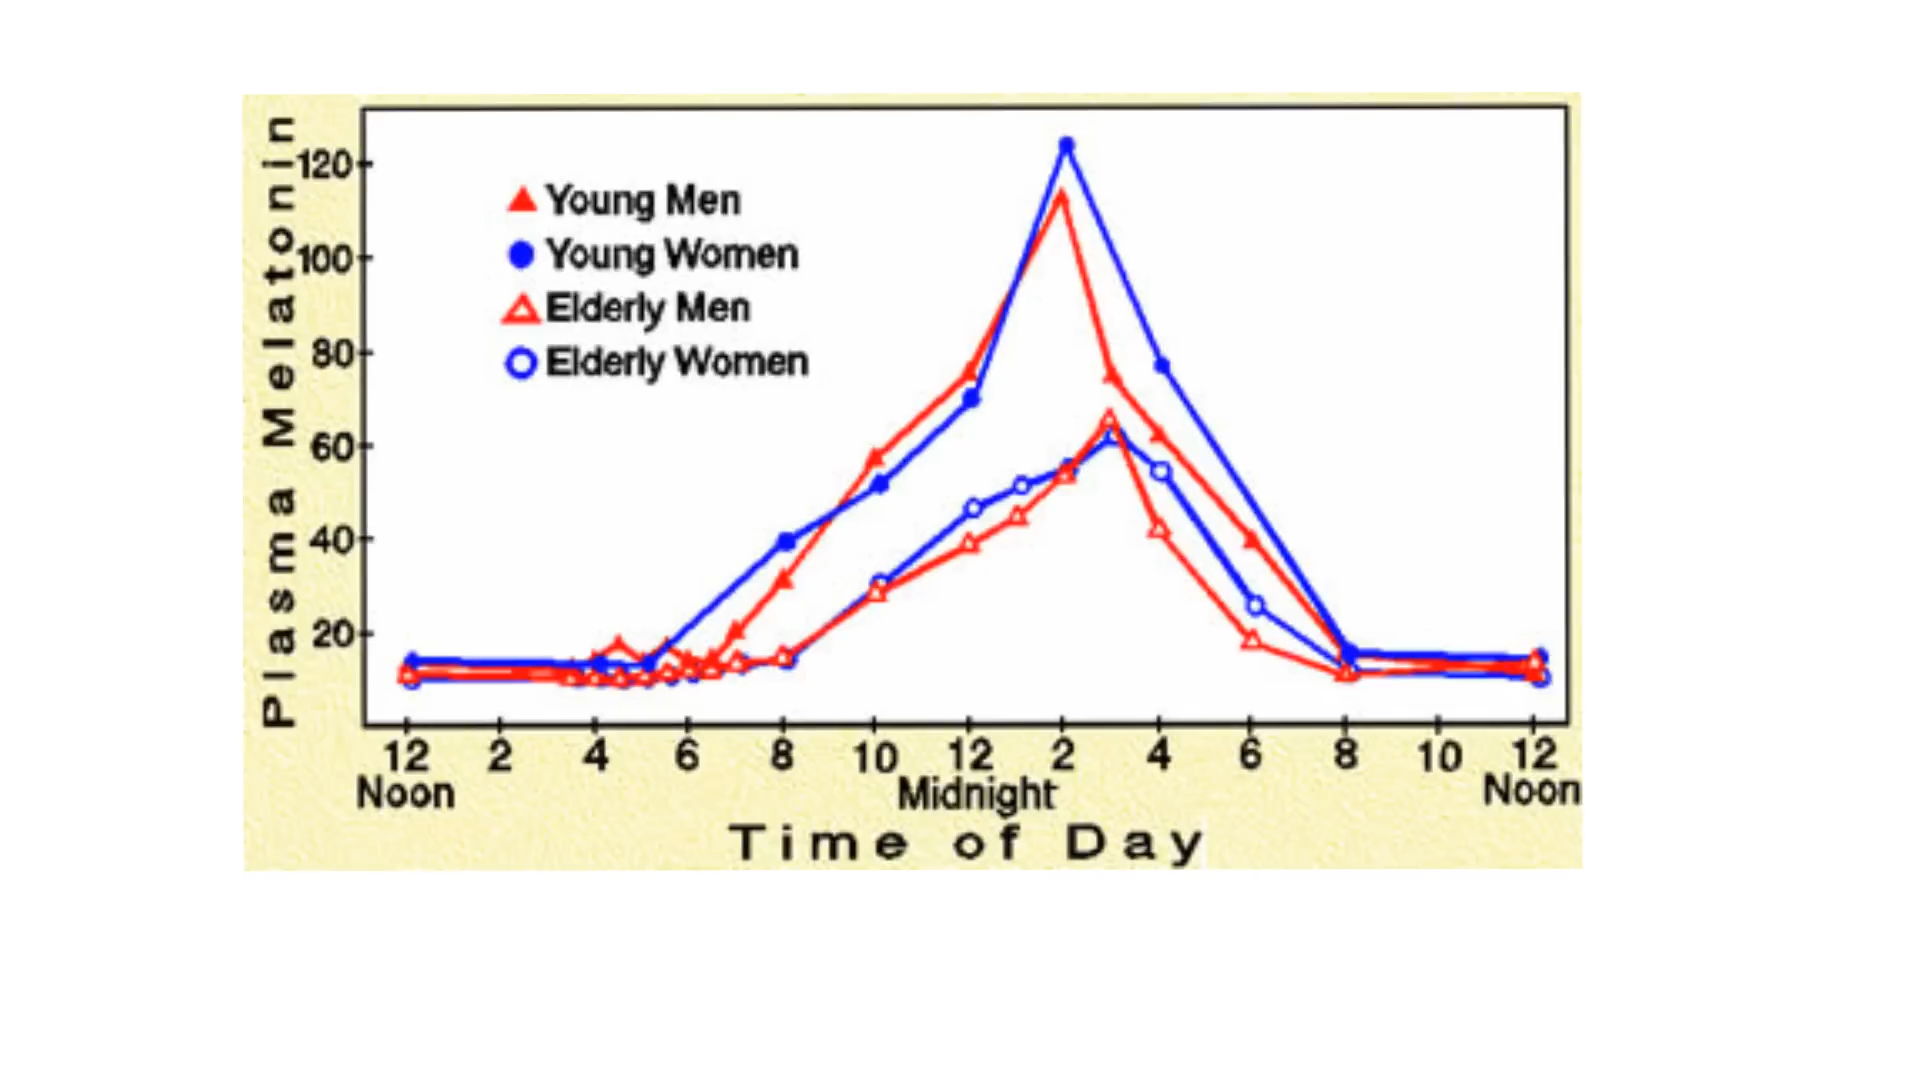 Plasma Melatonin
120
100
80
60
40
20
Young Men
Young Women
Elderly Men
Elderly Women
12 2 4 6 8 10 12 2 4 6 8 10 12
Noon Midnight Noon
Time of Day